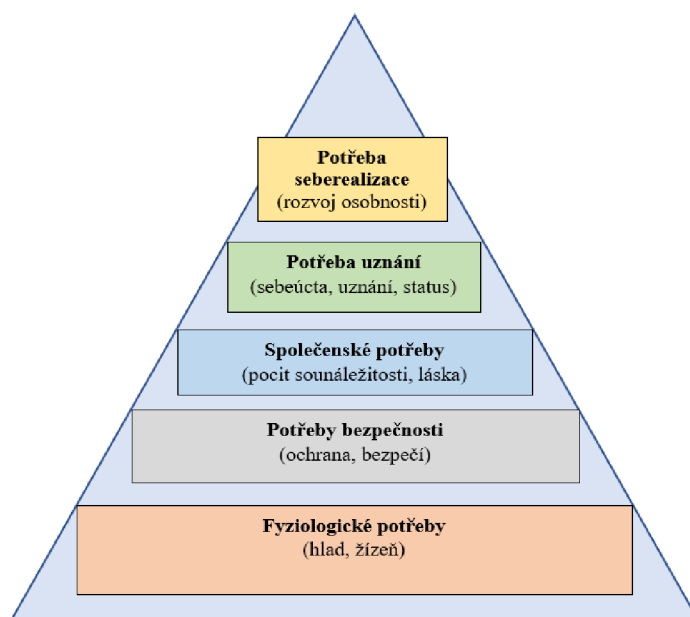 Potřeba
seberealizace
(rozvoj osobnosti)
Potřeba uznání
(sebeúcta, uznání, status)
Společenské potřeby
(pocit sounáležitosti, láska)
Potřeby bezpečnosti
(ochrana, bezpečí)
Fyziologické potřeby
(hlad, žízeň)